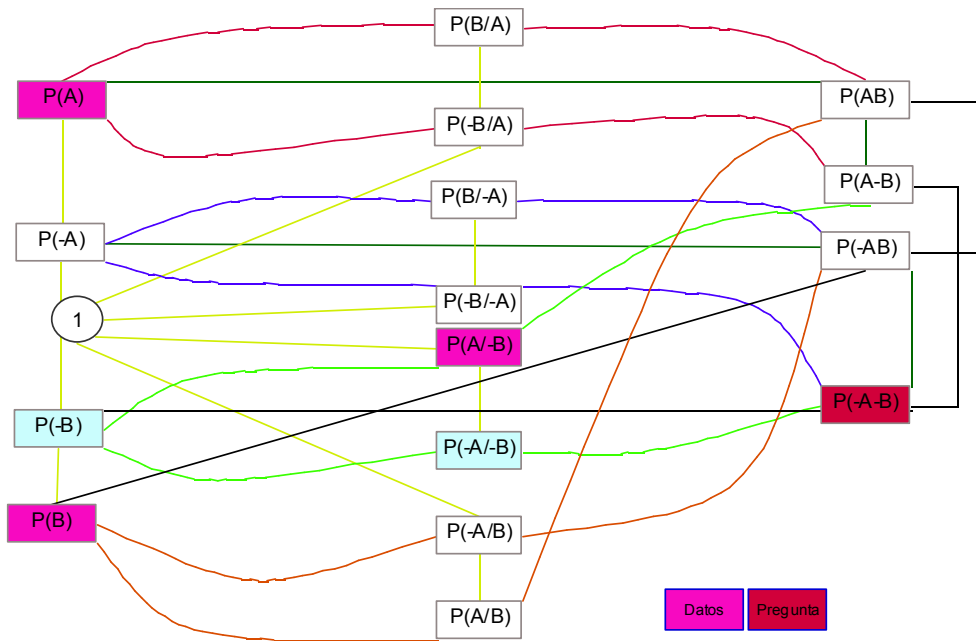 P(B/A)
P(A)
P(AB)
P(-B/A)
P(A-B)
P(B/-A)
P(-A)
P(-AB)
P(-B/-A)
1
P(A/-B)
P(-A-B)
P(-B)
P(-A/-B)
P(B)
P(-A/B)
P(A/B)
Datos
Pregunta